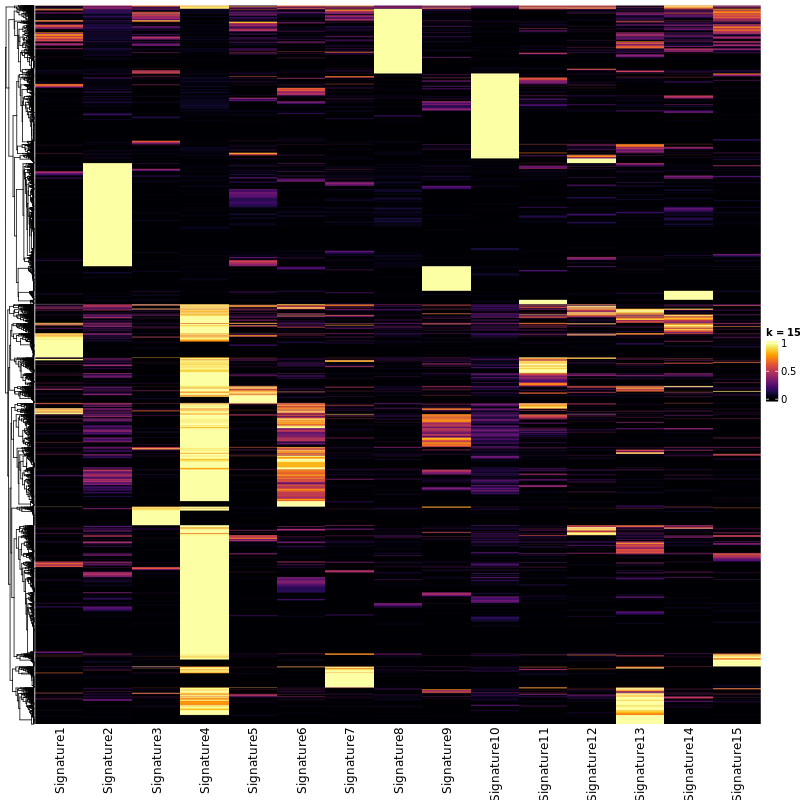 k = 15
1
0.5
0
Signature1
Signature2
Signature3
Signature4
Signature5
Signature6
Signature7
Signature8
Signature9
Signature10
Signature11
Signature12
Signature13
Signature14
Signature15